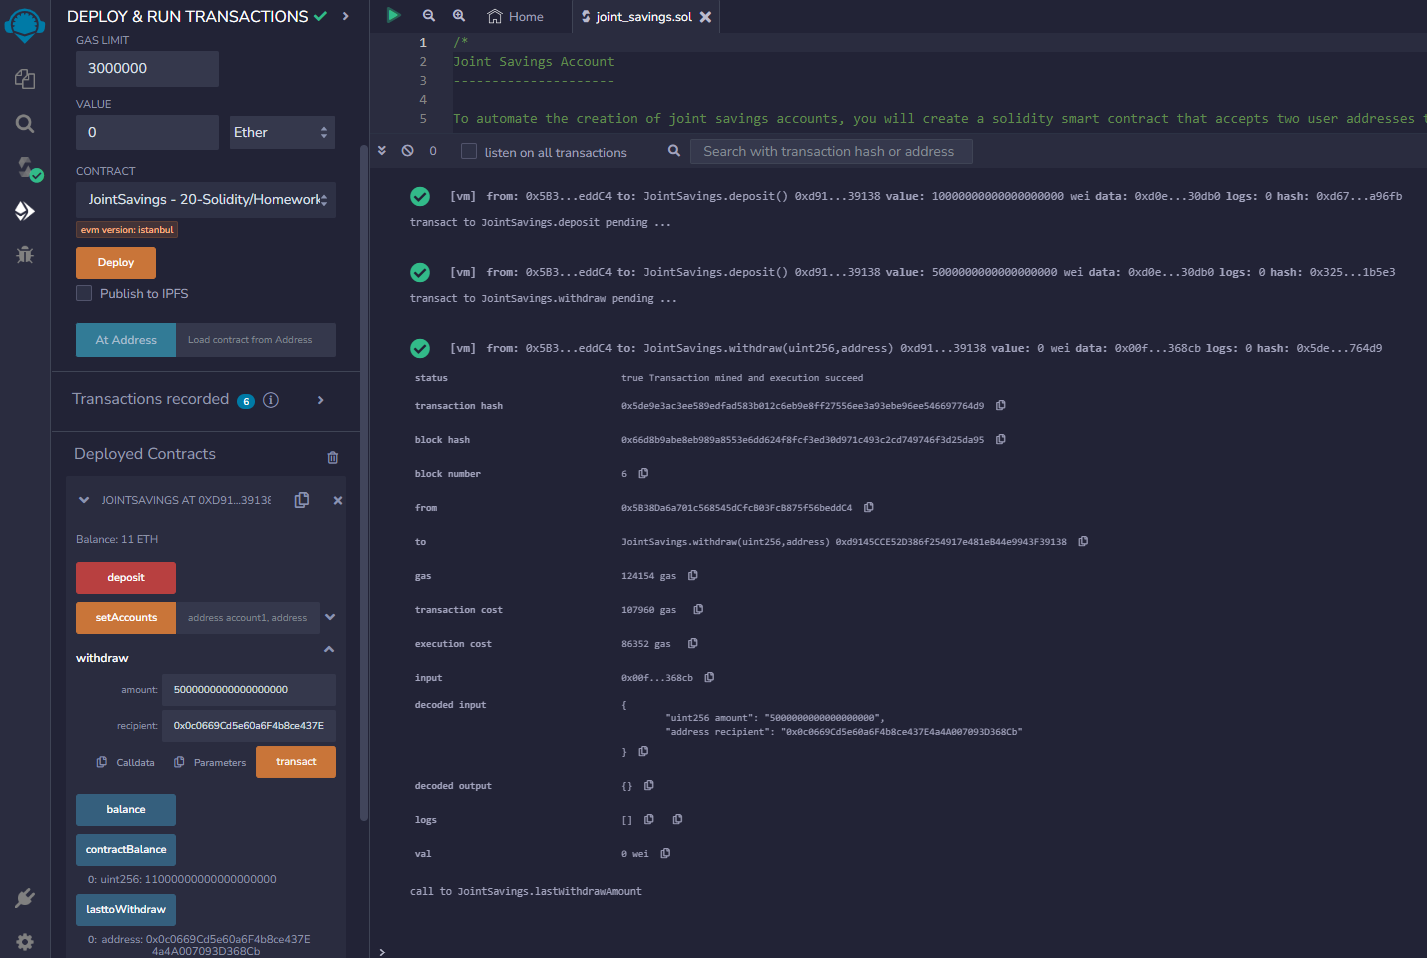 DEPLOY & RUN TRANSACTIONS
GAS LIMIT
3000000
VALUE
0
Ether
CONTRACT
JointSavings - 20-Solidity/Homework
evm version: istanbul
Deploy
Publish to IPFS
At Address
Load contract from Address
Transactions recorded 6 i
Deployed Contracts
JOINTSAVINGS AT 0XD91...39138
Balance: 11 ETH
deposit
setAccounts
address account1, address
withdraw
amount:
5000000000000000000
recipient:
0x0c0669Cd5e60a6F4b8ce437E
Calldata
Parameters
transact
balance
contractBalance
0: uint256: 11000000000000000000
lasttoWithdraw
0: address: 0x0c0669Cd5e60a6F4b8ce437E
4a4A007093D368Cb
Home
joint_savings.sol
1 /*
2 Joint Savings Account
3 ---------------------
4
5 To automate the creation of joint savings accounts, you will create a solidity smart contract that accepts two user addresses
0
listen on all transactions
Search with transaction hash or address
[vm] from: 0x5B3...eddC4 to: JointSavings.deposit() 0xd91...39138 value: 10000000000000000000 wei data: 0xd0e...30db0 logs: 0 hash: 0xd67...a96fb
transact to JointSavings.deposit pending ...
[vm] from: 0x5B3...eddC4 to: JointSavings.deposit() 0xd91...39138 value: 5000000000000000000 wei data: 0xd0e...30db0 logs: 0 hash: 0x325...1b5e3
transact to JointSavings.withdraw pending ...
[vm] from: 0x5B3...eddC4 to: JointSavings.withdraw(uint256,address) 0xd91...39138 value: 0 wei data: 0x00f...368cb logs: 0 hash: 0x5de...764d9
status true Transaction mined and execution succeed
transaction hash 0x5de9e3ac3ee589edfad583b012c6eb9e8ff27556ee3a93ebe96ee546697764d9
block hash 0x66d8b9abe8eb989a8553e6dd624f8fcf3ed30d971c493c2cd749746f3d25da95
block number 6
from 0x5B38Da6a701c568545dCfcB03FcB875f56beddC4
to JointSavings.withdraw(uint256,address) 0xd9145CCE52D386f254917e481eB44e9943F39138
gas 124154 gas
transaction cost 107960 gas
execution cost 86352 gas
input 0x00f...368cb
decoded input {
"uint256 amount": "5000000000000000000",
"address recipient": "0x0c0669Cd5e60a6F4b8ce437E4a4A007093D368Cb"
}
decoded output {}
logs []
val 0 wei
call to JointSavings.lastWithdrawAmount
>